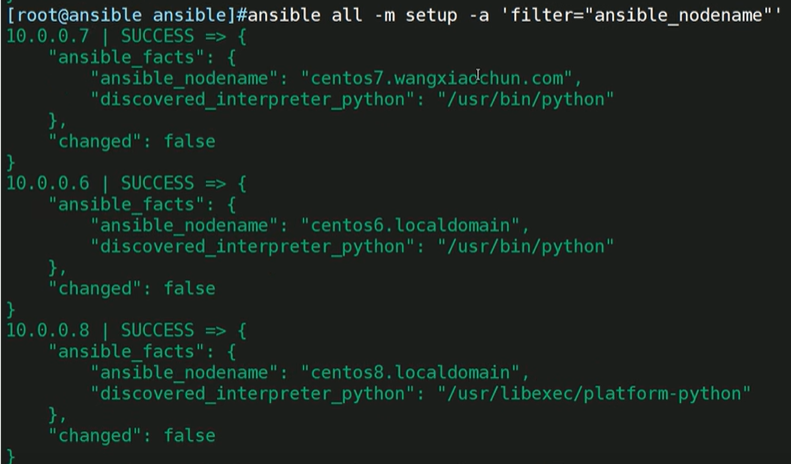 [root@ansible ansible]#ansible all -m setup -a 'filter="ansible_nodename"'
10.0.0.7 | SUCCESS => {
    "ansible_facts": {
        "ansible_nodename": "centos7.wangxiaochun.com",
        "discovered_interpreter_python": "/usr/bin/python"
    },
    "changed": false
}
10.0.0.6 | SUCCESS => {
    "ansible_facts": {
        "ansible_nodename": "centos6.localdomain",
        "discovered_interpreter_python": "/usr/bin/python"
    },
    "changed": false
}
10.0.0.8 | SUCCESS => {
    "ansible_facts": {
        "ansible_nodename": "centos8.localdomain",
        "discovered_interpreter_python": "/usr/libexec/platform-python"
    },
    "changed": false
}